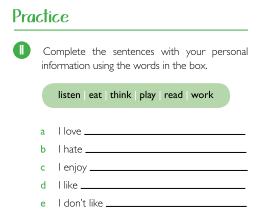 Practice
II Complete the sentences with your personal
information using the words in the box.
listen | eat | think | play | read | work
a I love
b I hate
c I enjoy
d I like
e I don't like